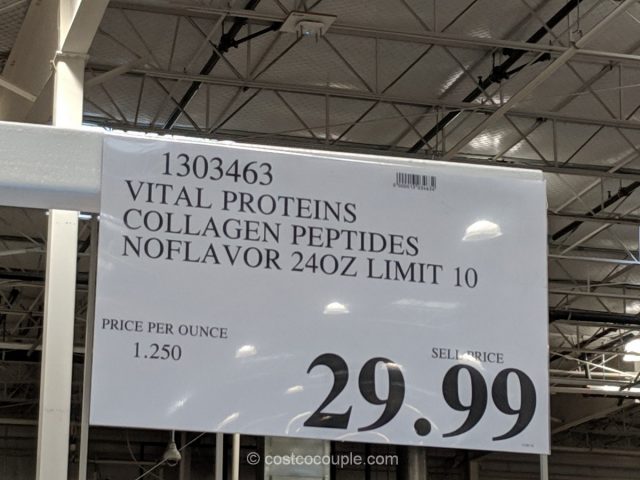 1303463
VITAL PROTEINS
COLLAGEN PEPTIDES
NOFLAVOR 24OZ LIMIT 10
PRICE PER OUNCE
1.250
SELL PRICE
29.99
© costcocouple.com